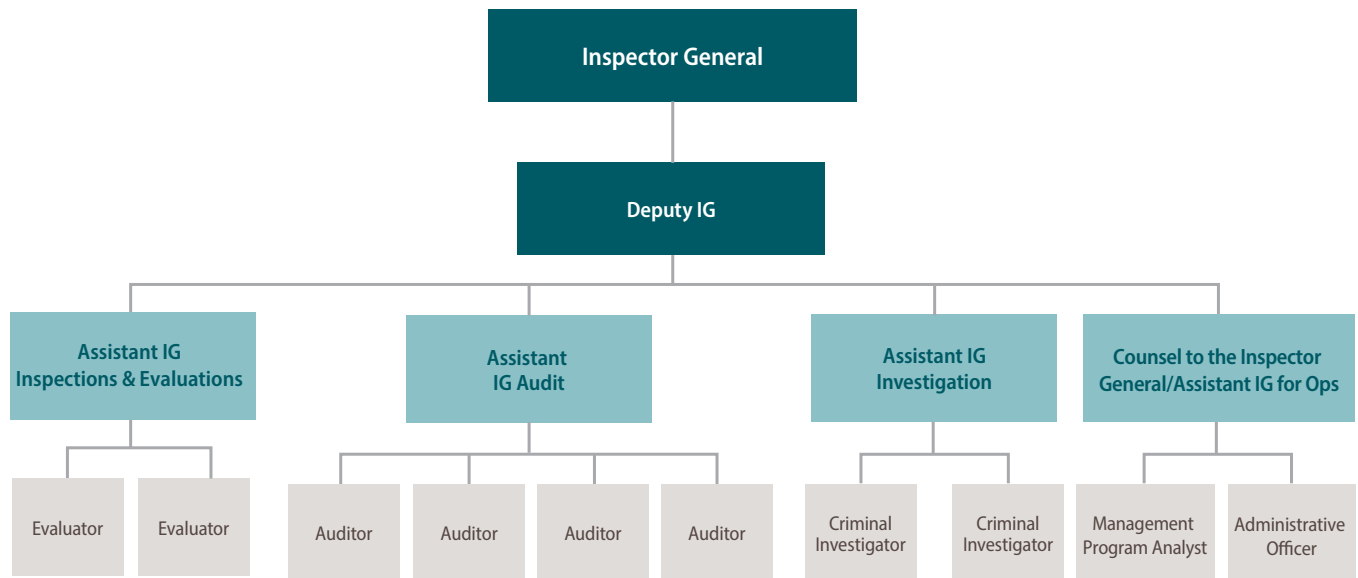 Inspector General
Deputy IG
Assistant IG
Inspections & Evaluations
Assistant
IG Audit
Assistant IG
Investigation
Counsel to the Inspector
General/Assistant IG for Ops
Evaluator
Evaluator
Auditor
Auditor
Auditor
Auditor
Criminal
Investigator
Criminal
Investigator
Management
Program Analyst
Administrative
Officer